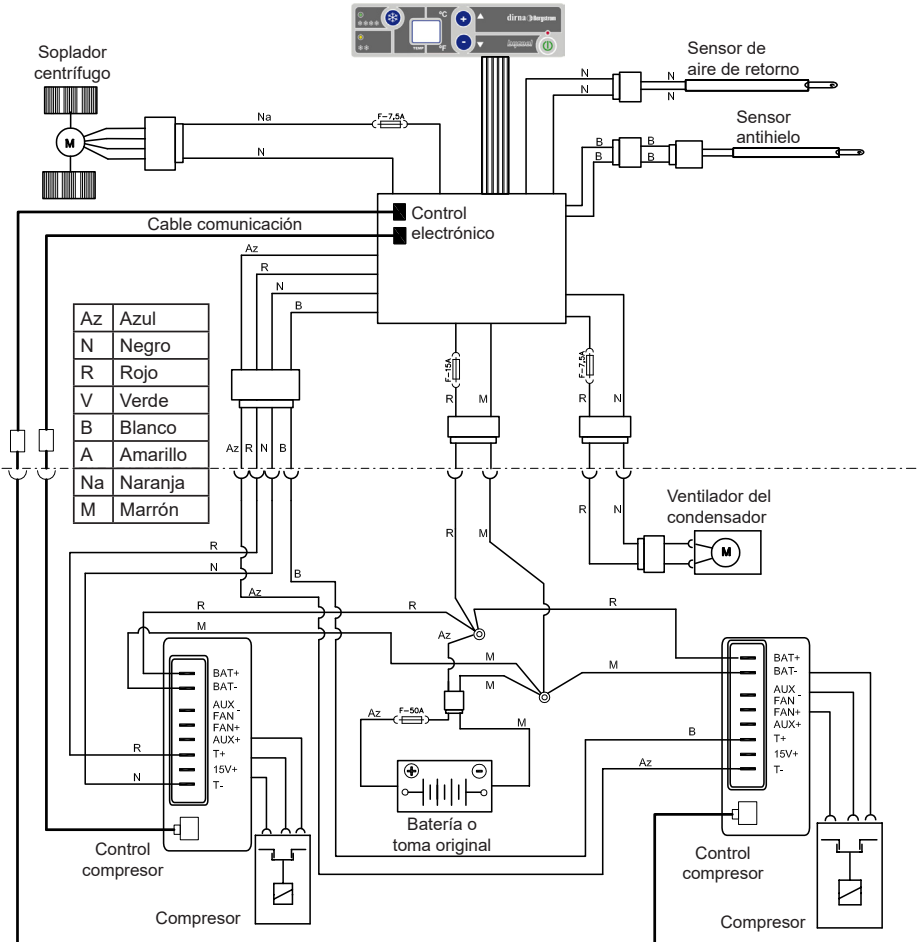 °C
dirna Bergstrom
TEMP
°F
Soplador
centrífugo
Sensor de
aire de retorno
Sensor
antihielo
M
Na
F-7,5A
N
N
N
N
N
B
B
B
B
Control
electrónico
Cable comunicación
Az
R
N
B
Az Azul
N Negro
R Rojo
V Verde
B Blanco
A Amarillo
Na Naranja
M Marrón
F-15A
F-7,5A
R
M
R
N
Az
R
N
B
Ventilador del
condensador
R
M
R
N
M
R
N
B
Az
R
R
R
M
Az
M
M
M
BAT+
BAT-
AUX
FAN -
FAN+
AUX+
T+
15V+
T-
R
N
Az
F-50A
M
+
-
Batería o
toma original
B
Az
BAT+
BAT-
AUX -
FAN
FAN+
AUX+
T+
15V+
T-
Control
compresor
Compresor
Control
compresor
Compresor